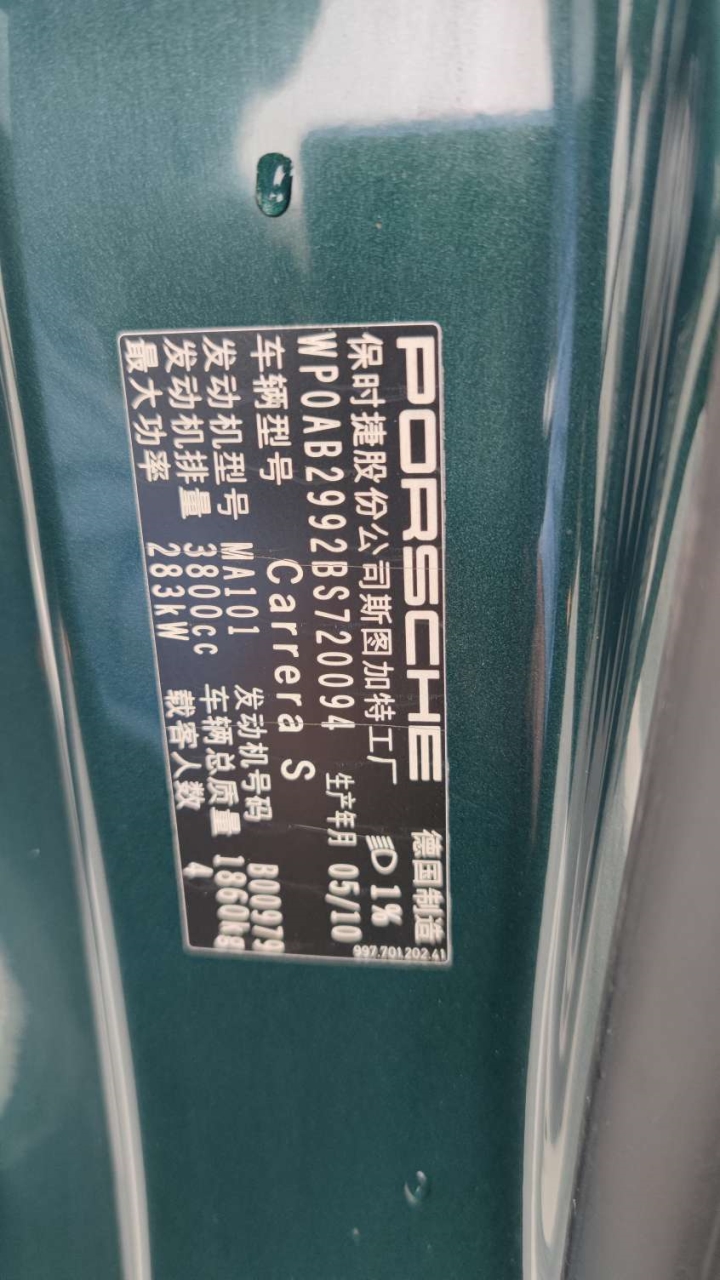 PORSCHE 德国制造
保时捷股份公司斯图加特工厂 1%
WP0AB2992BS720094 生产年月 05/10
车辆型号 Carrera S
发动机型号 MA101 发动机号码 B00979
发动机排量 3800cc 车辆总质量 1860kg
最大功率 283kW 载客人数 4
997.701.202.41